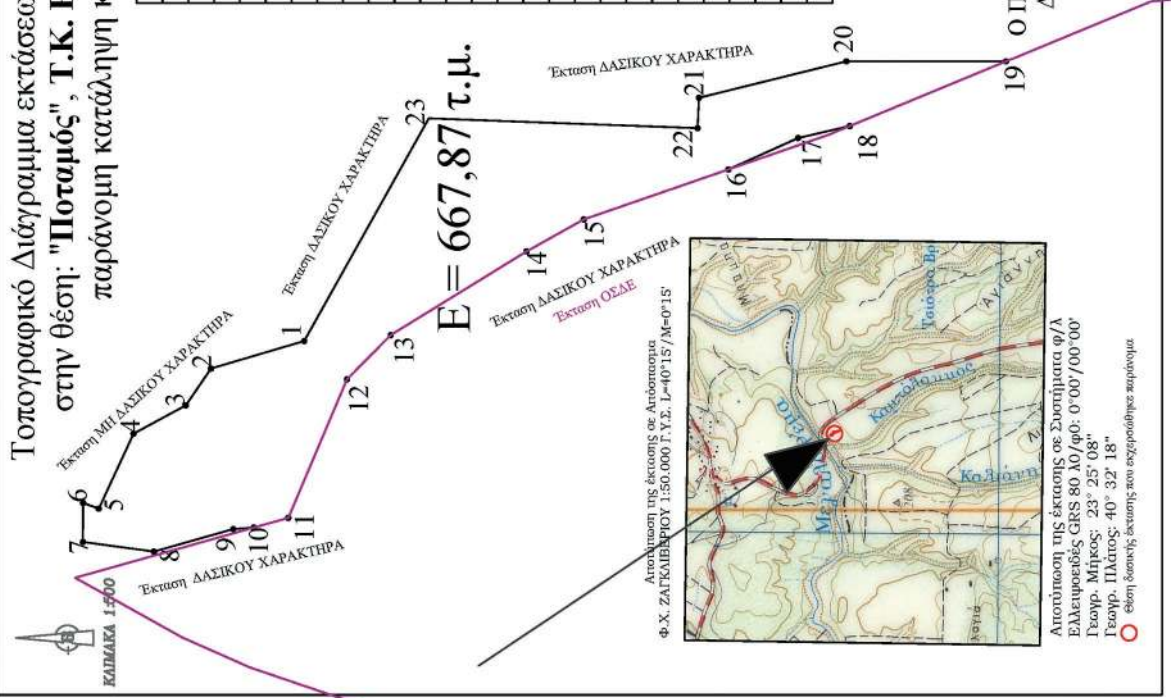 Τοπογραφικό Διάγραμμα εκτάσεω
στην θέση: "Ποταμός", Τ.Κ.
παράνομη κατάληψη
ΚΛΙΜΑΚΑ 1:500
Έκταση ΜΗ ΔΑΣΙΚΟΥ ΧΑΡΑΚΤΗΡΑ
Έκταση ΔΑΣΙΚΟΥ ΧΑΡΑΚΤΗΡΑ
Έκταση ΔΑΣΙΚΟΥ ΧΑΡΑΚΤΗΡΑ
Έκταση ΔΑΣΙΚΟΥ ΧΑΡΑΚΤΗΡΑ
Έκταση ΔΑΣΙΚΟΥ ΧΑΡΑΚΤΗΡΑ
Έκταση ΟΣΔΕ
E = 667,87 τ.μ.
7
6
5
4
3
2
1
23
8
9
10
11
12
13
14
15
16
17
18
22
21
20
19
Ο Π
Αποτύπωση της έκτασης σε Απόσπασμα
Φ.Χ. ΖΑΓΚΛΙΒΕΡΙΟΥ 1:50.000 Γ.Υ.Σ. L=40°15'/M=0°15'
Καλιάνη
208
Αποτύπωση της έκτασης σε Συστήματα φ/λ
Ελλειψοειδές GRS 80 λ0/φ0: 0°00'/00°00'
Γεωγρ. Μήκος: 23° 25' 08"
Γεωγρ. Πλάτος: 40° 32' 18"
Θέση δασικής έκτασης που εκχερσώθηκε παράνομα